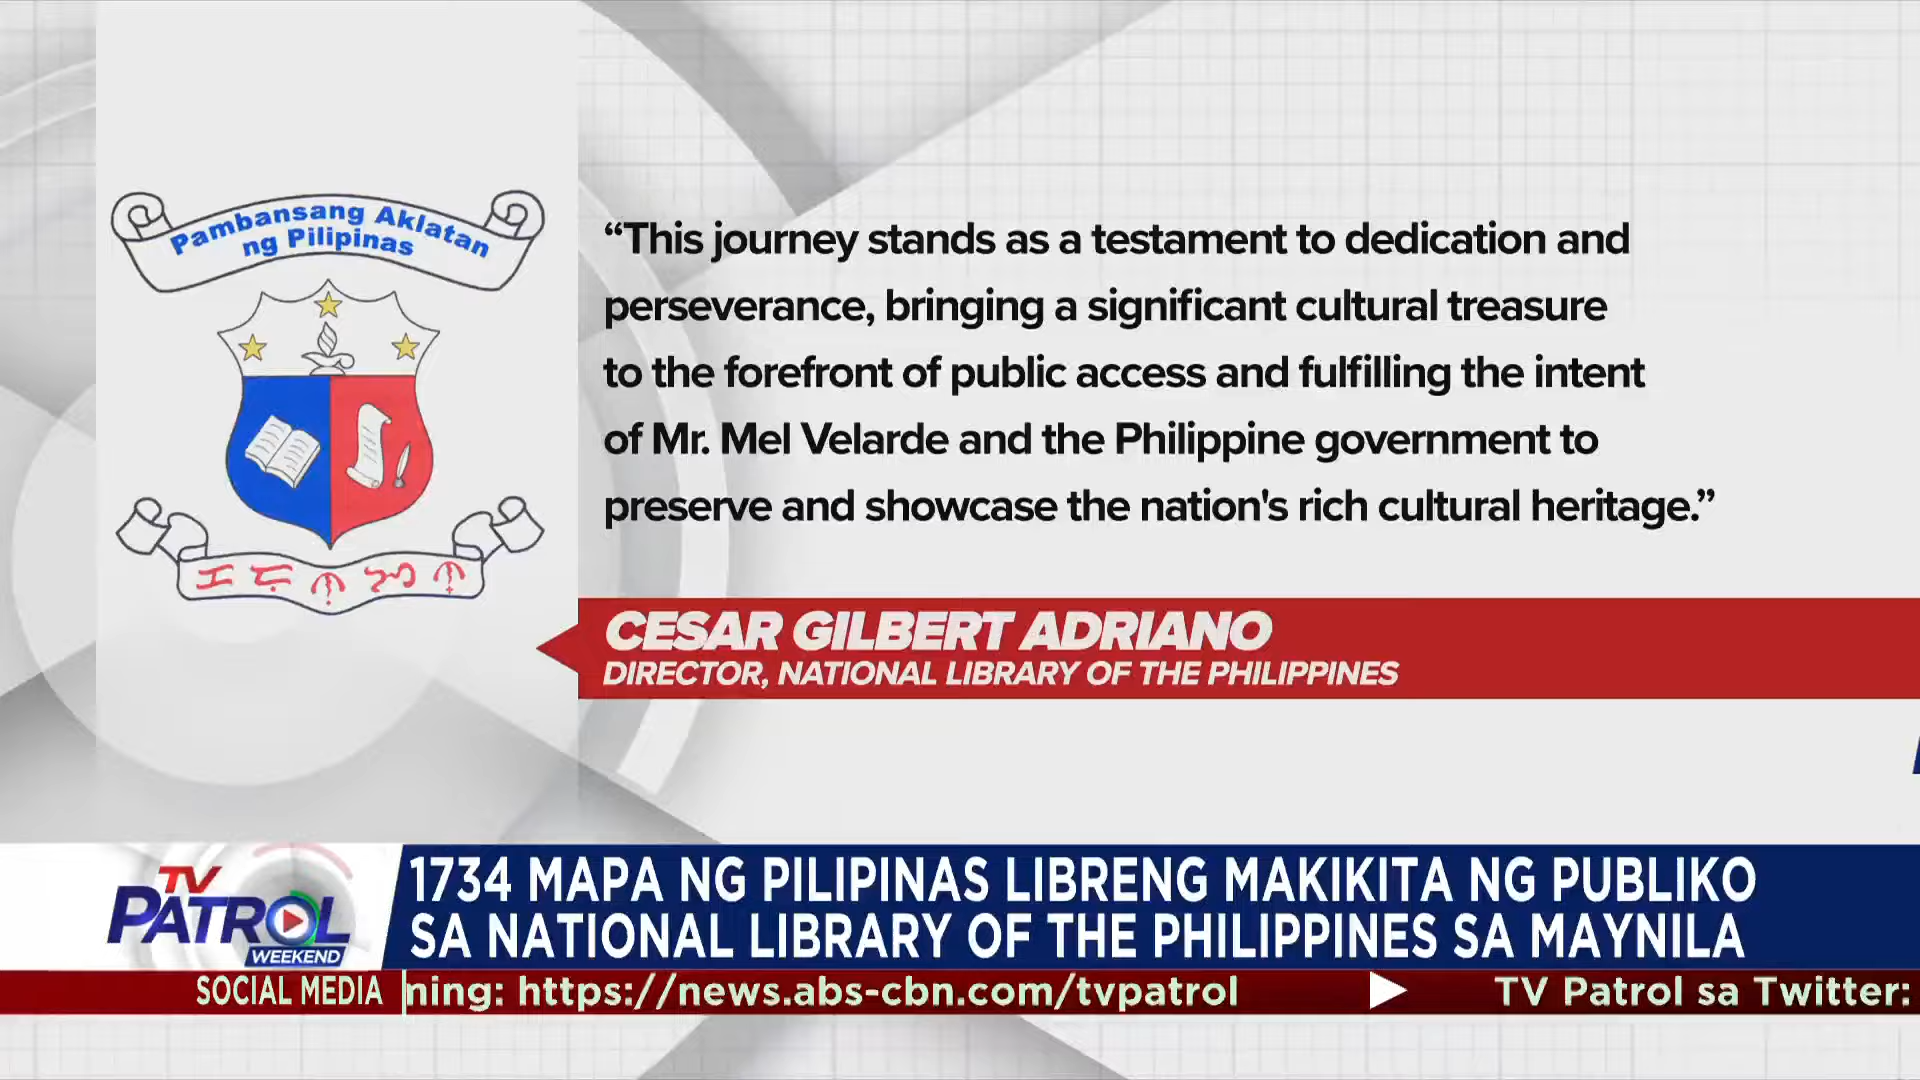 Pambansang Aklatan
ng Pilipinas
“This journey stands as a testament to dedication and
perseverance, bringing a significant cultural treasure
to the forefront of public access and fulfilling the intent
of Mr. Mel Velarde and the Philippine government to
preserve and showcase the nation's rich cultural heritage.”
CESAR GILBERT ADRIANO
DIRECTOR, NATIONAL LIBRARY OF THE PHILIPPINES
TV
PATROL
WEEKEND
1734 MAPA NG PILIPINAS LIBRENG MAKIKITA NG PUBLIKO
SA NATIONAL LIBRARY OF THE PHILIPPINES SA MAYNILA
SOCIAL MEDIA
ning: https://news.abs-cbn.com/tvpatrol
TV Patrol sa Twitter: